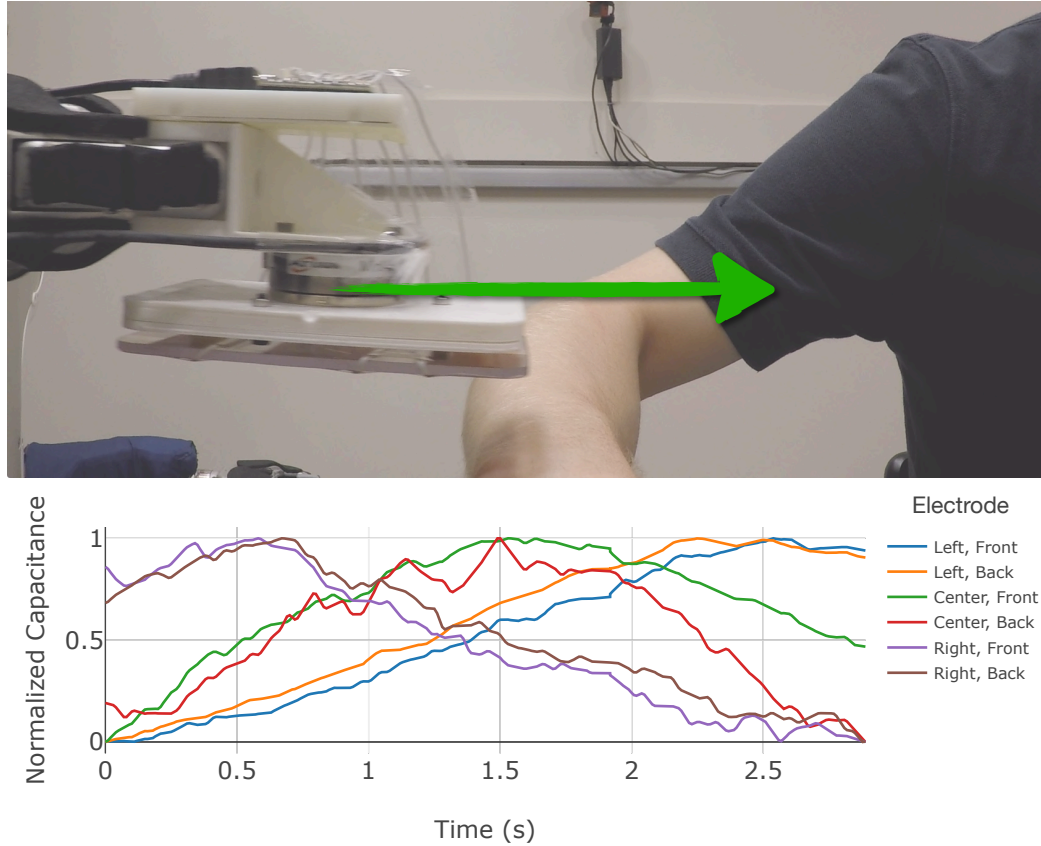 Normalized Capacitance
1
0.5
0
0
0.5
1
1.5
2
2.5
Time (s)
Electrode
Left, Front
Left, Back
Center, Front
Center, Back
Right, Front
Right, Back